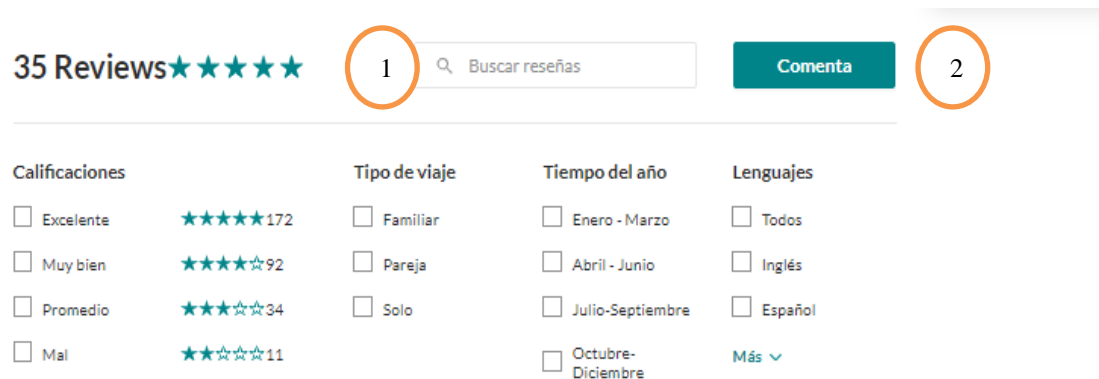 35 Reviews★★★★★ 1 Buscar reseñas Comenta 2
Calificaciones Tipo de viaje Tiempo del año Lenguajes
Excelente ★★★★★172 Familiar Enero - Marzo Todos
Muy bien ★★★★☆92 Pareja Abril - Junio Inglés
Promedio ★★★☆☆34 Solo Julio-Septiembre Español
Mal ★★☆☆☆11 Octubre- Más
Diciembre